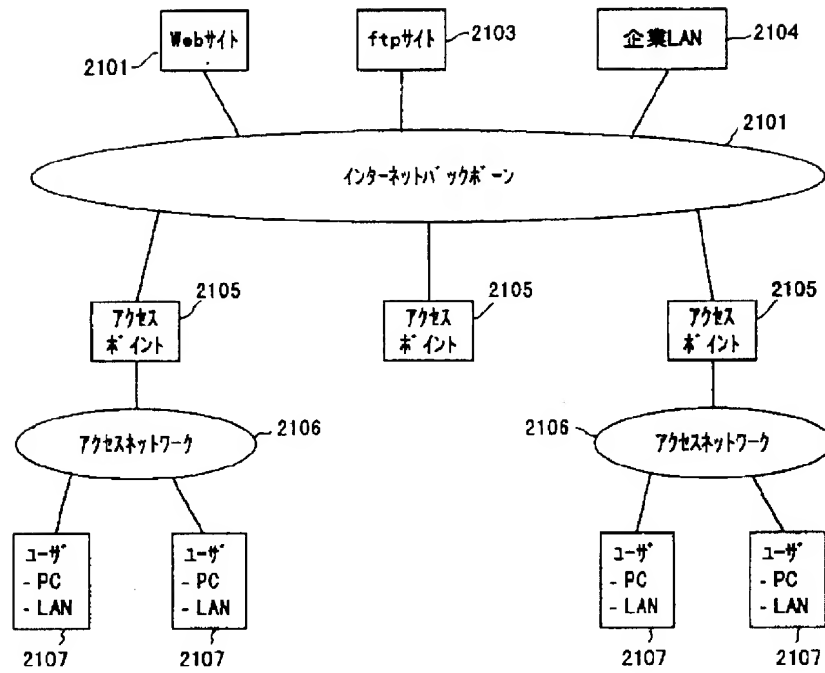 Webサイト
2101
ftpサイト
2103
企業LAN
2104
2101
インターネットバックボーン
アクセス
ポイント
2105
アクセス
ポイント
2105
アクセス
ポイント
2105
アクセスネットワーク
2106
2106
アクセスネットワーク
ユーザ
- PC
- LAN
2107
ユーザ
- PC
- LAN
2107
ユーザ
- PC
- LAN
2107
ユーザ
- PC
- LAN
2107